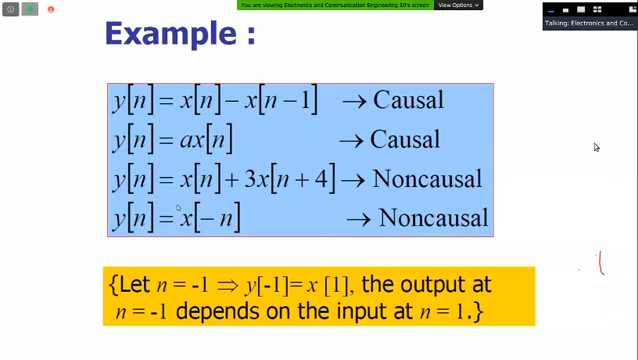 You are viewing Electronics and Communication Engineering 10's screen View Options
Talking: Electronics and Co...
Example :
y[n] = x[n] − x[n − 1] → Causal
y[n] = ax[n] → Causal
y[n] = x[n] + 3x[n + 4] → Noncausal
y[n] = x[− n] → Noncausal
{Let n = -1 ⇒ y[-1]= x [1], the output at
n = -1 depends on the input at n = 1.}